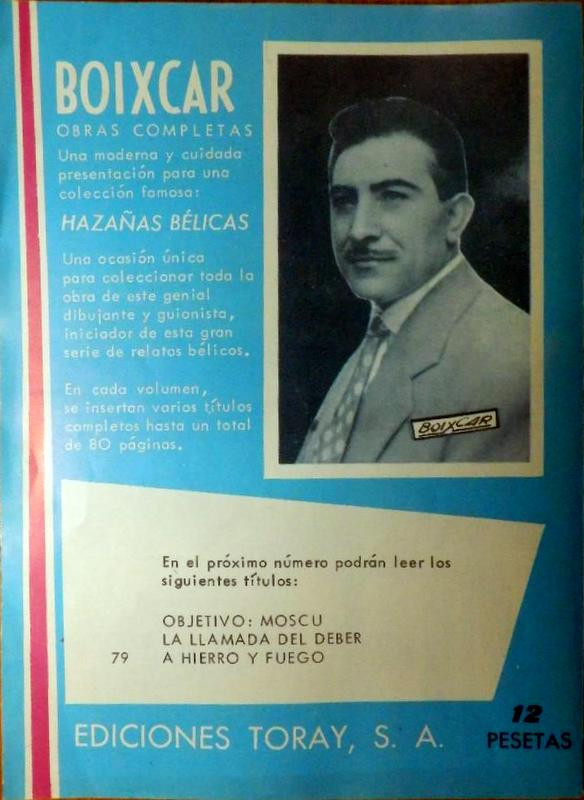 BOIXCAR
OBRAS COMPLETAS
Una moderna y cuidada
presentación para una
colección famosa:
HAZAÑAS BÉLICAS
Una ocasión única
para coleccionar toda la
obra de este genial
dibujante y guionista,
iniciador de esta gran
serie de relatos bélicos.
En cada volumen,
se insertan varios títulos
completos hasta un total
de 80 páginas.
BOIXCAR
En el próximo número podrán leer los
siguientes títulos:
OBJETIVO: MOSCU
LA LLAMADA DEL DEBER
79 A HIERRO Y FUEGO
12
PESETAS
EDICIONES TORAY, S. A.